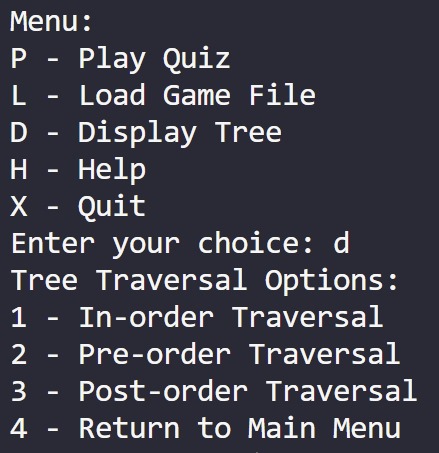 Menu:
P - Play Quiz
L - Load Game File
D - Display Tree
H - Help
X - Quit
Enter your choice: d
Tree Traversal Options:
1 - In-order Traversal
2 - Pre-order Traversal
3 - Post-order Traversal
4 - Return to Main Menu